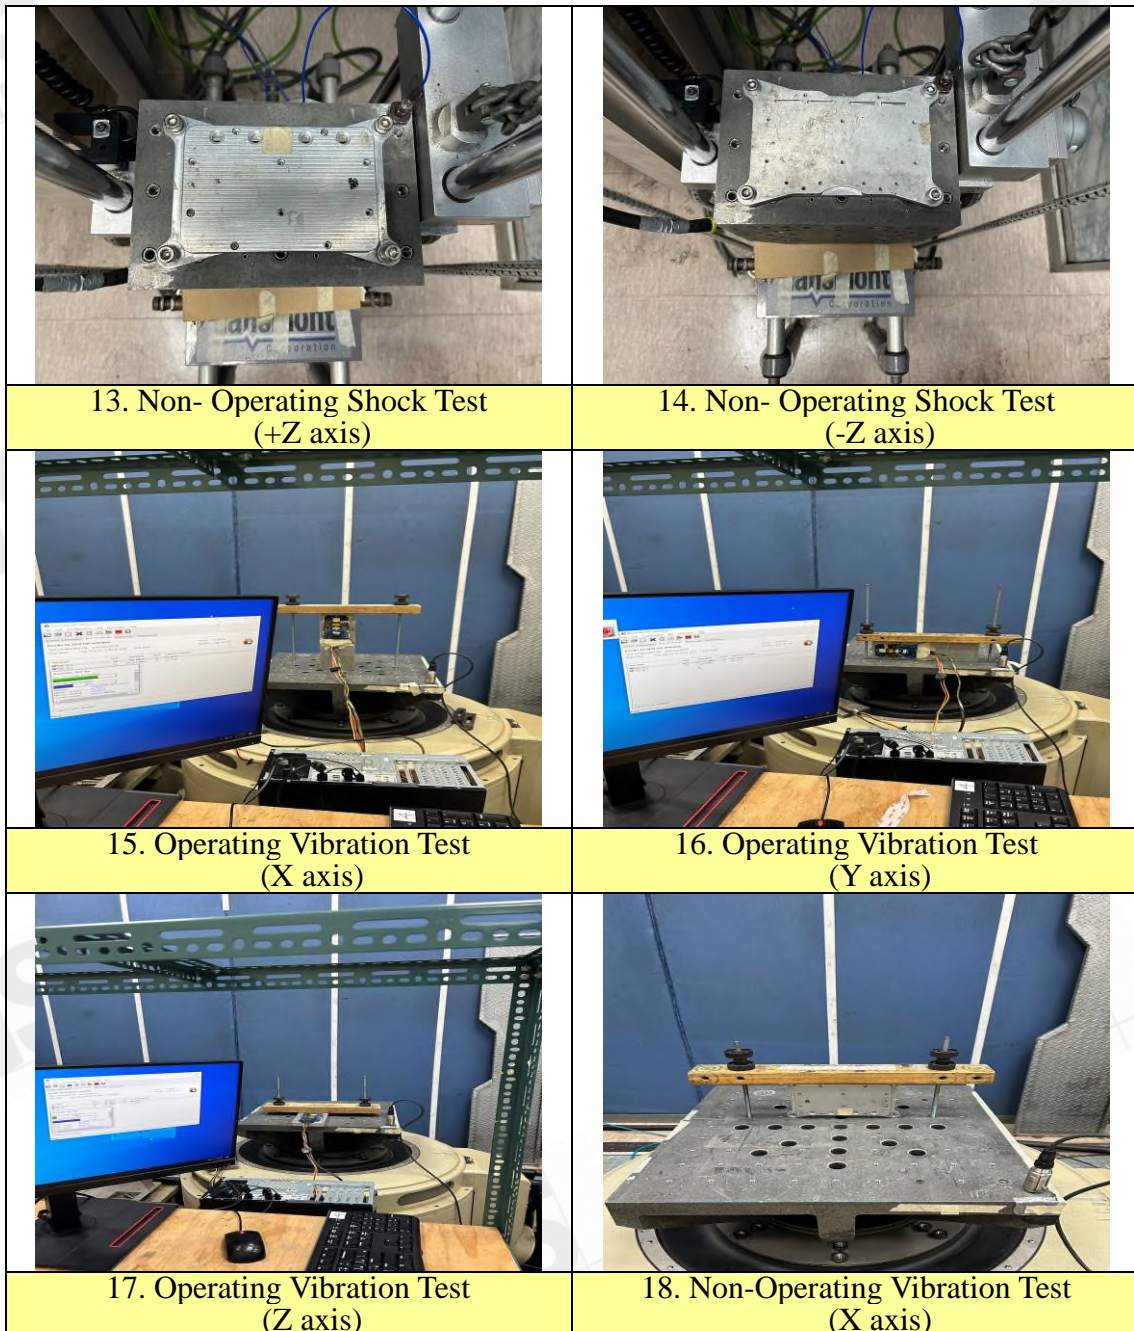 Corporation
13. Non- Operating Shock Test
(+Z axis)
14. Non- Operating Shock Test
(-Z axis)
15. Operating Vibration Test
(X axis)
16. Operating Vibration Test
(Y axis)
17. Operating Vibration Test
(Z axis)
18. Non-Operating Vibration Test
(X axis)